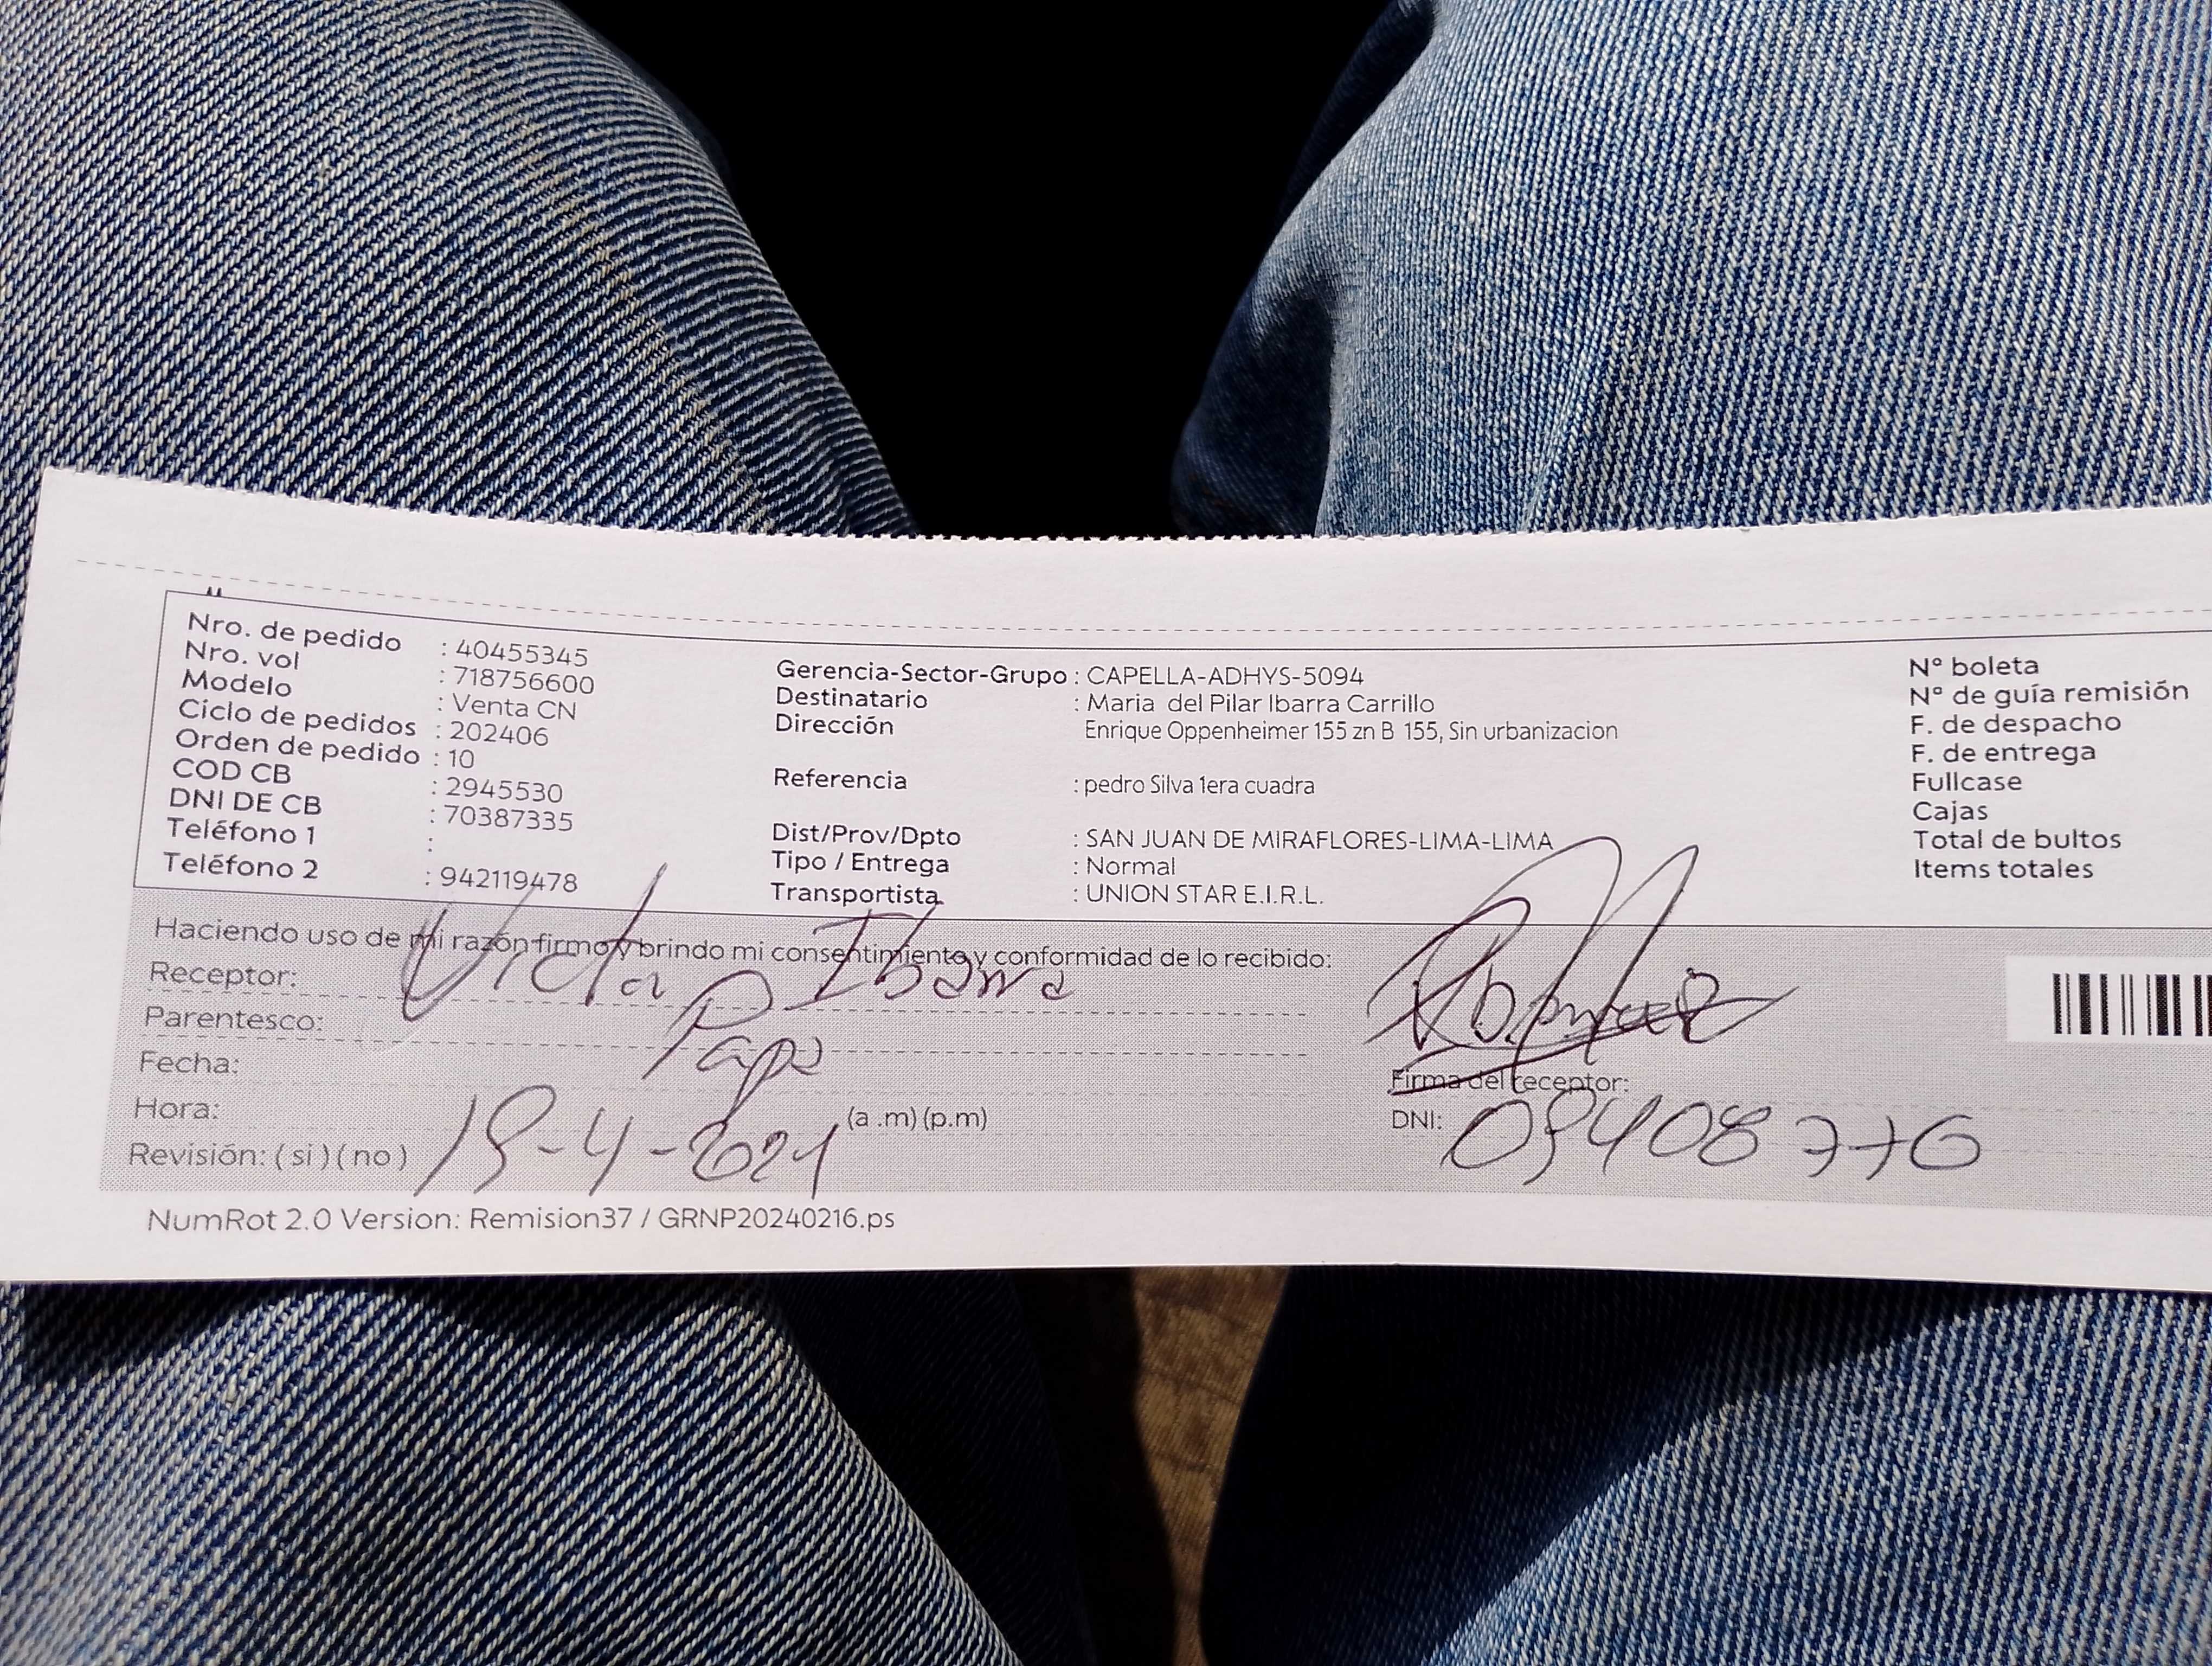 Nro. de pedido : 40455345
Nro. vol : 718756600
Modelo : Venta CN
Ciclo de pedidos : 202406
Orden de pedido : 10
COD CB : 2945530
DNI DE CB : 70387335
Teléfono 1 :
Teléfono 2 : 942119478
Gerencia-Sector-Grupo : CAPELLA-ADHYS-5094
Destinatario : Maria del Pilar Ibarra Carrillo
Dirección Enrique Oppenheimer 155 zn B 155, Sin urbanizacion
Referencia : pedro Silva 1era cuadra
Dist/Prov/Dpto : SAN JUAN DE MIRAFLORES-LIMA-LIMA
Tipo / Entrega : Normal
Transportista : UNION STAR E.I.R.L.
N° boleta
N° de guía remisión
F. de despacho
F. de entrega
Fullcase
Cajas
Total de bultos
Items totales
Haciendo uso de mi razón firmo y brindo mi consentimiento y conformidad de lo recibido:
Receptor: Ibarra
Parentesco: Papa
Fecha:
Hora: (a .m) (p.m)
Revisión: ( si ) ( no )
Firma del receptor:
DNI:
NumRot 2.0 Version: Remision37 / GRNP20240216.ps